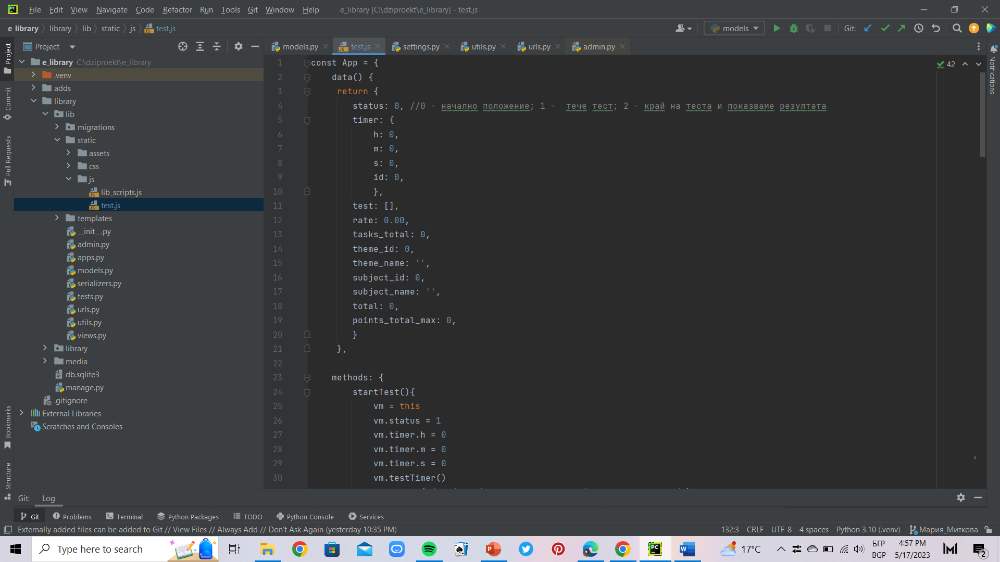 File Edit View Navigate Code Refactor Run Tools Git Window Help e_library [C:\dziproekt\e_library] - test.js
e_library library lib static js test.js
models
Git:
Project
models.py test.js settings.py utils.py urls.py admin.py
e_library C:\dziproekt\e_library
.venv
adds
library
lib
migrations
static
assets
css
js
lib_scripts.js
test.js
templates
__init__.py
admin.py
apps.py
models.py
serializers.py
tests.py
urls.py
utils.py
views.py
library
media
db.sqlite3
manage.py
.gitignore
External Libraries
Scratches and Consoles
Project
Commit
Pull Requests
Bookmarks
Structure
42
Notifications
1 const App = {
2 data() {
3 return {
4 status: 0, //0 - начално положение; 1 - тече тест; 2 - край на теста и показваме резултата
5 timer: {
6 h: 0,
7 m: 0,
8 s: 0,
9 id: 0,
10 },
11 test: [],
12 rate: 0.00,
13 tasks_total: 0,
14 theme_id: 0,
15 theme_name: '',
16 subject_id: 0,
17 subject_name: '',
18 total: 0,
19 points_total_max: 0,
20 }
21 },
22
23 methods: {
24 startTest(){
25 vm = this
26 vm.status = 1
27 vm.timer.h = 0
28 vm.timer.m = 0
29 vm.timer.s = 0
30 vm.testTimer()
Git: Log
Git Problems Terminal Python Packages TODO Python Console Services
Externally added files can be added to Git // View Files // Always Add // Don't Ask Again (yesterday 10:35 PM)
132:3 CRLF UTF-8 4 spaces Python 3.10 (.venv) Мария_Миткова
Type here to search
17°C
БГР
BGP
4:57 PM
5/17/2023
2